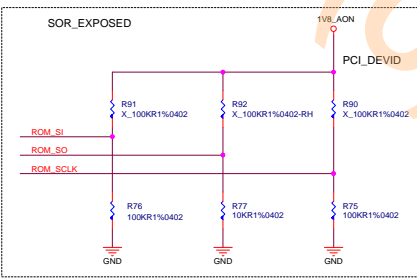 SOR_EXPOSED
1V8_AON
PCI_DEVID
R91
X_100KR1%0402
R92
X_100KR1%0402-RH
R90
X_100KR1%0402
ROM_SI
ROM_SO
ROM_SCLK
R76
100KR1%0402
R77
10KR1%0402
R75
100KR1%0402
GND
GND
GND